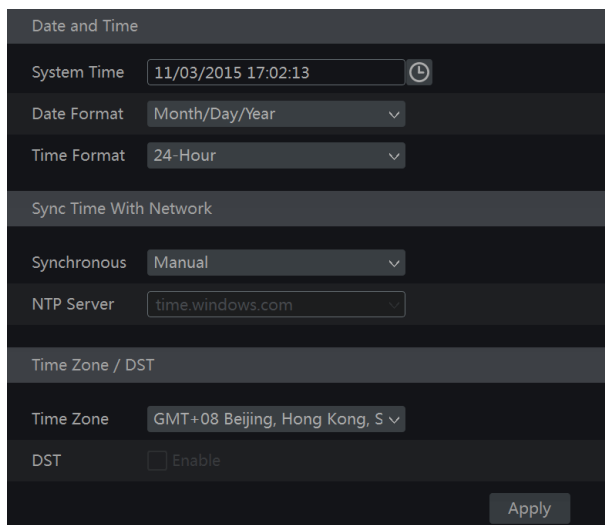 Date and Time
System Time 11/03/2015 17:02:13
Date Format Month/Day/Year
Time Format 24-Hour
Sync Time With Network
Synchronous Manual
NTP Server time.windows.com
Time Zone / DST
Time Zone GMT+08 Beijing, Hong Kong, S
DST Enable
Apply